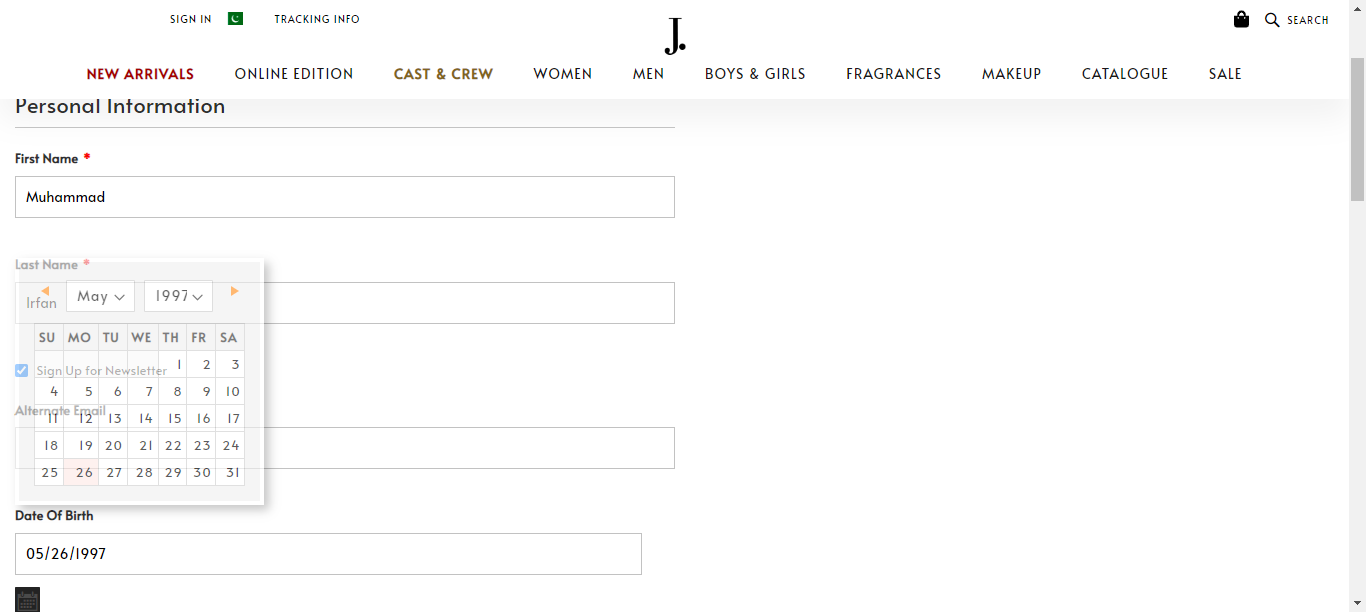 SIGN IN TRACKING INFO
J.
SEARCH
NEW ARRIVALS ONLINE EDITION CAST & CREW WOMEN MEN BOYS & GIRLS FRAGRANCES MAKEUP CATALOGUE SALE
Personal Information
First Name *
Muhammad
Last Name *
Irfan
May 1997
SU MO TU WE TH FR SA
1 2 3
Sign Up for Newsletter
4 5 6 7 8 9 10
Alternate Email
11 12 13 14 15 16 17
18 19 20 21 22 23 24
25 26 27 28 29 30 31
Date Of Birth
05/26/1997